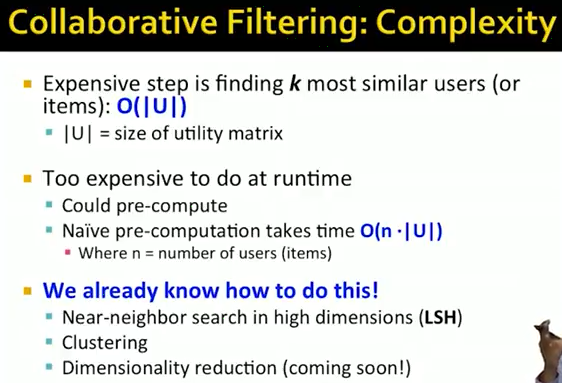 Collaborative Filtering: Complexity
Expensive step is finding k most similar users (or
items): O(|U|)
|U| = size of utility matrix
Too expensive to do at runtime
Could pre-compute
Naïve pre-computation takes time O(n ·|U|)
Where n = number of users (items)
We already know how to do this!
Near-neighbor search in high dimensions (LSH)
Clustering
Dimensionality reduction (coming soon!)